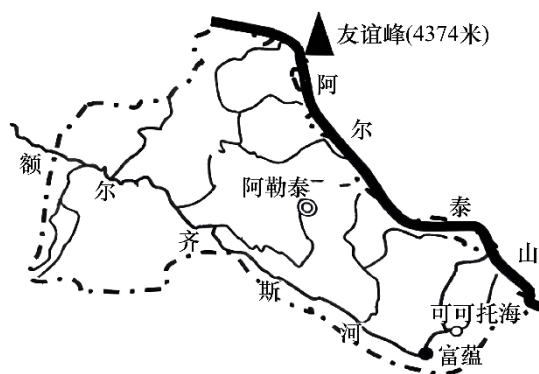 友谊峰(4374米)
阿
尔
泰
山
额
尔
齐
斯
河
阿勒泰
可可托海
富蕴